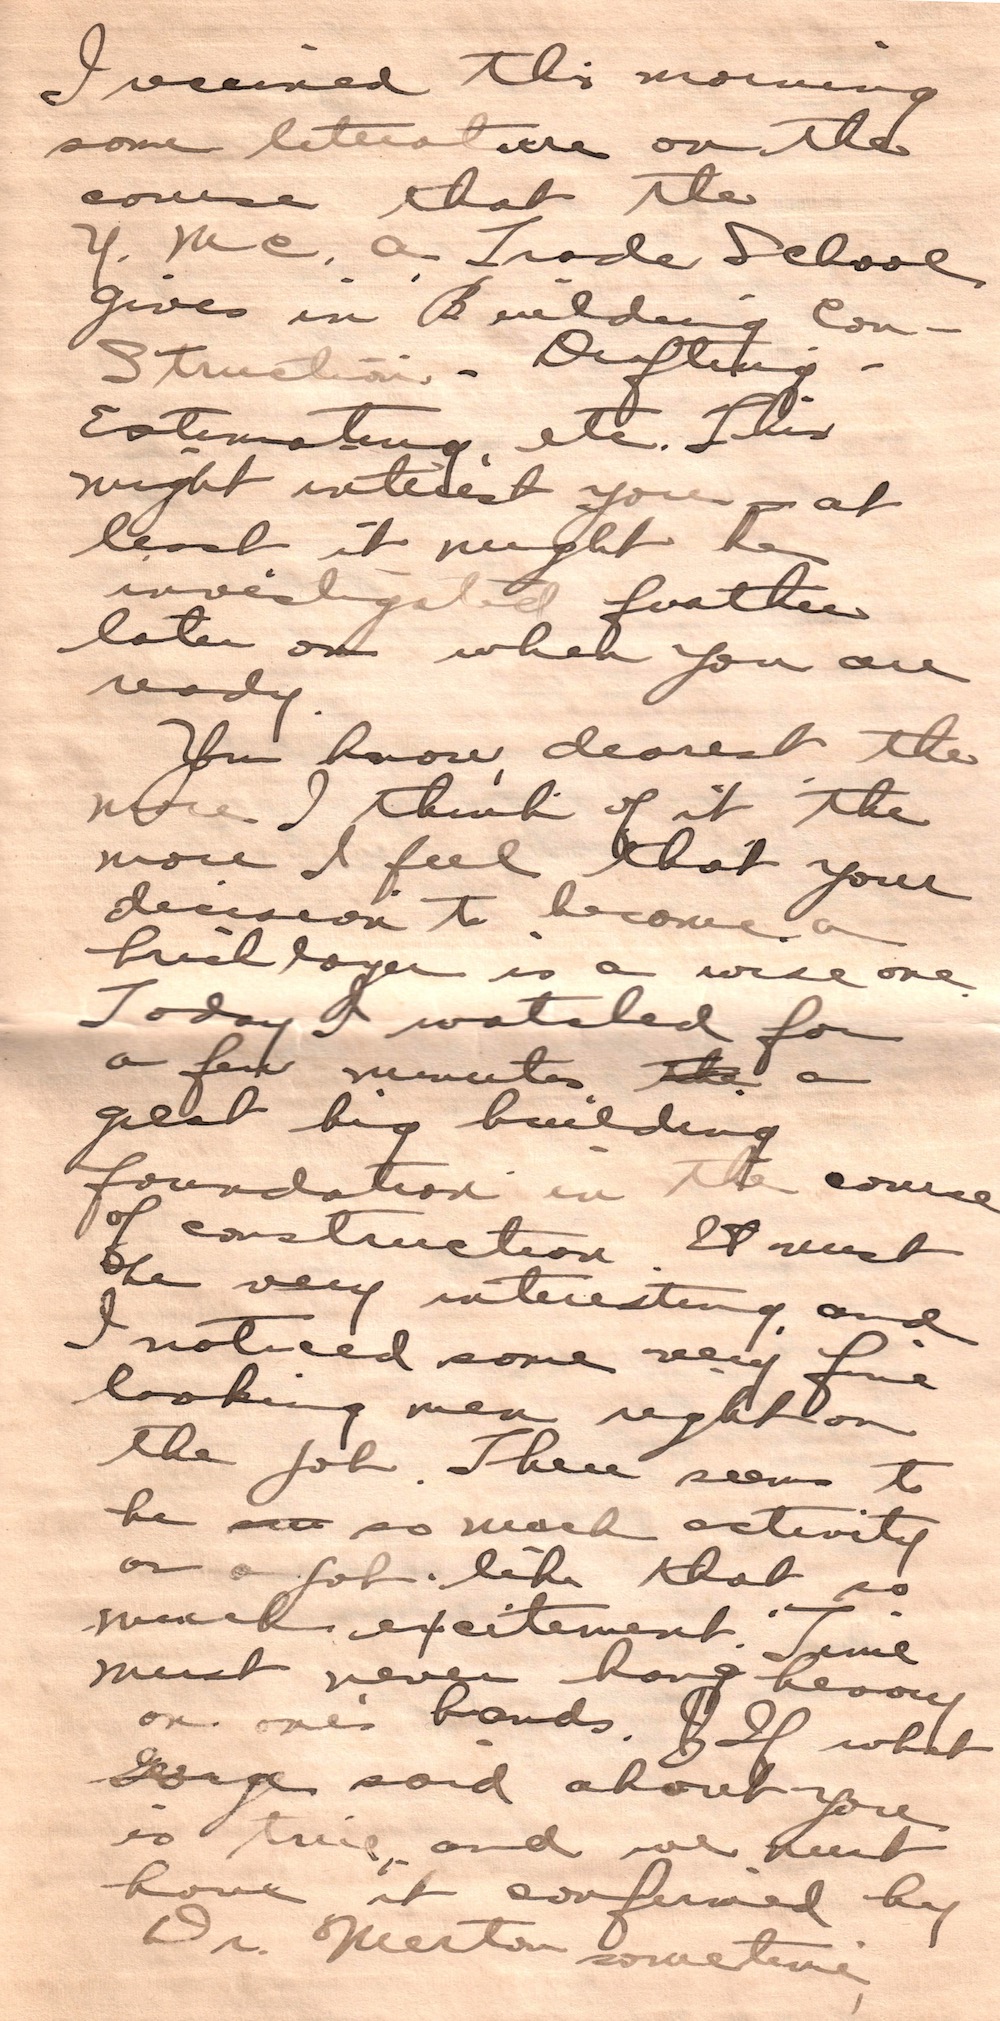 I received this morning
some literature on the
course that the
Y. M. C. A. Trade School
gives in Building Con-
struction - Drafting -
Estimating, etc. This
might interest you - at
least it might be
investigated further
later on when you are
ready.
You know, dearest the
more I think of it the
more I feel that your
decision to become a
bricklayer is a wise one.
Today I watched for
a few minutes the a
great big building
foundation in the course
of construction. It must
be very interesting and
I noticed some very fine
looking men right on
the job. There seems to
be so much activity
on a job like that so
much excitement. Time
must never hang heavy
on one's hands. If what
George said about you
is true, and we must
have it confirmed by
Dr. Merton sometime,